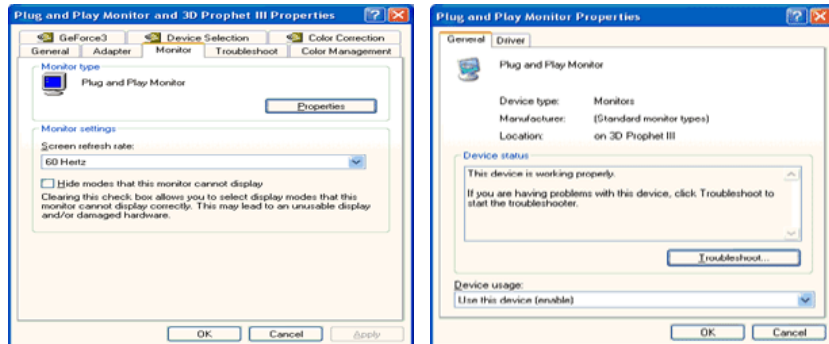 Plug and Play Monitor and 3D Prophet III Properties
GeForce3 Device Selection Color Correction
General Adapter Monitor Troubleshoot Color Management
Monitor type
Plug and Play Monitor
Properties
Monitor settings
Screen refresh rate:
60 Hertz
Hide modes that this monitor cannot display
Clearing this check box allows you to select display modes that this
monitor cannot display correctly. This may lead to an unusable display
and/or damaged hardware.
OK Cancel Apply
Plug and Play Monitor Properties
General Driver
Plug and Play Monitor
Device type: Monitors
Manufacturer: (Standard monitor types)
Location: on 3D Prophet III
Device status
This device is working properly.
If you are having problems with this device, click Troubleshoot to
start the troubleshooter.
Troubleshoot...
Device usage:
Use this device (enable)
OK Cancel